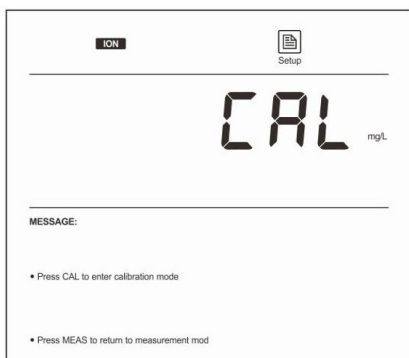 ION
Setup
CAL mg/L
MESSAGE:
• Press CAL to enter calibration mode
• Press MEAS to return to measurement mod